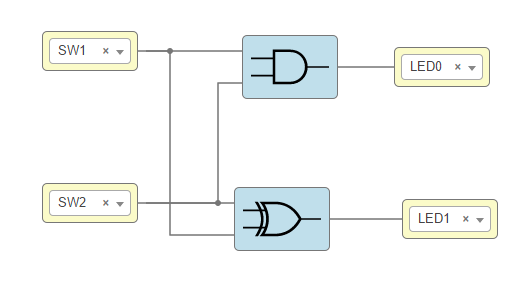 SW1 ×
LED0 ×
SW2 ×
LED1 ×